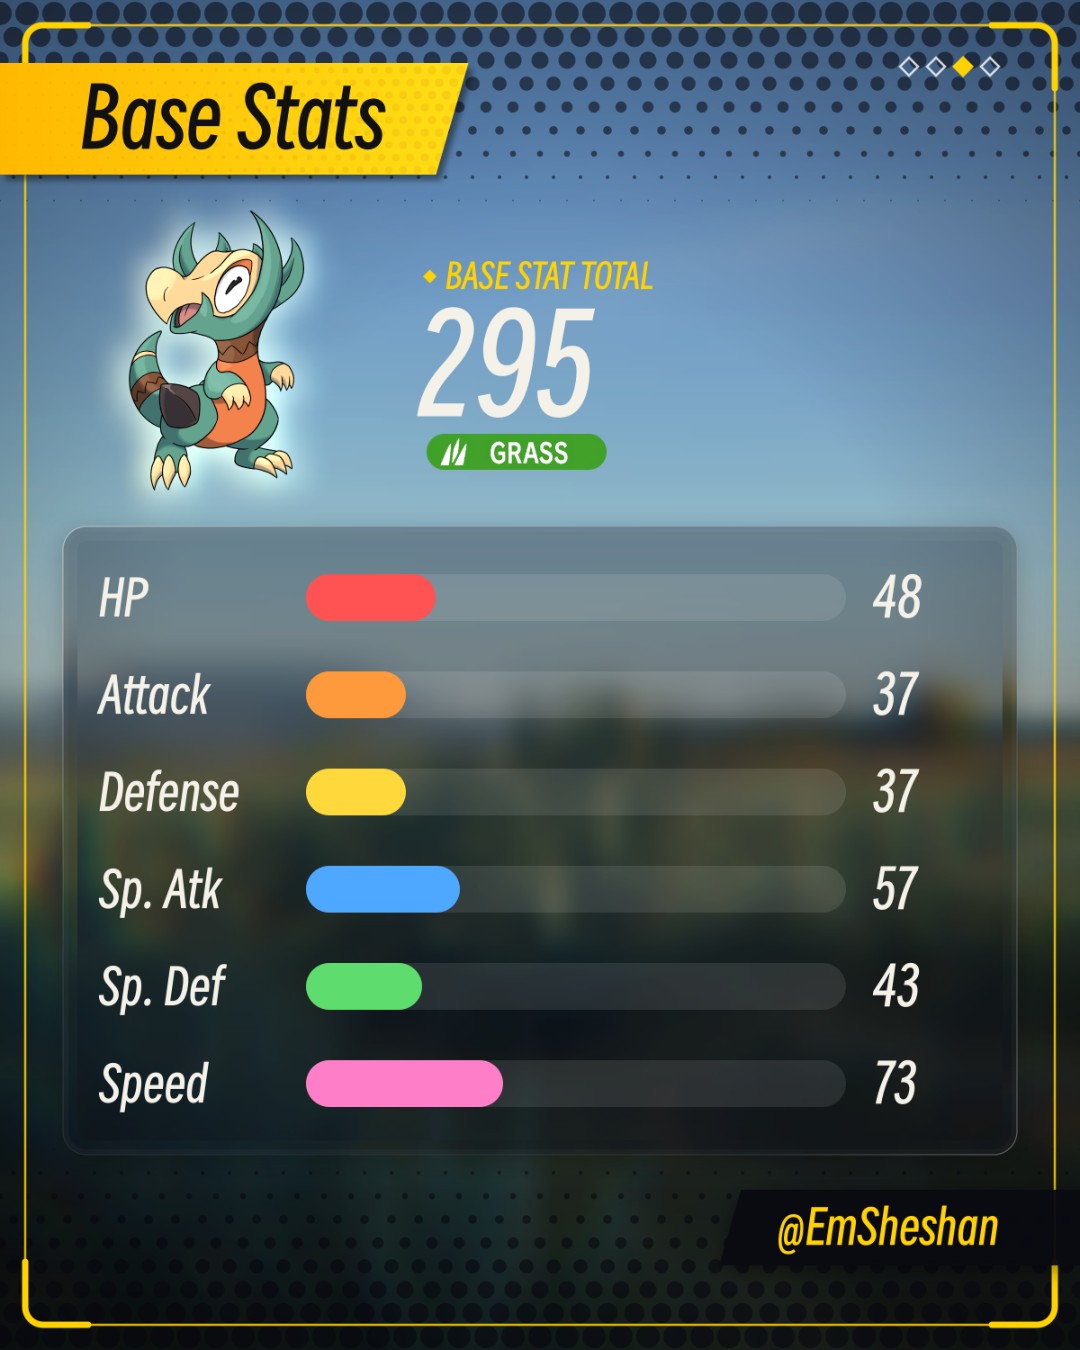 Base Stats
BASE STAT TOTAL
295
GRASS
HP 48
Attack 37
Defense 37
Sp. Atk 57
Sp. Def 43
Speed 73
@EmSheshan